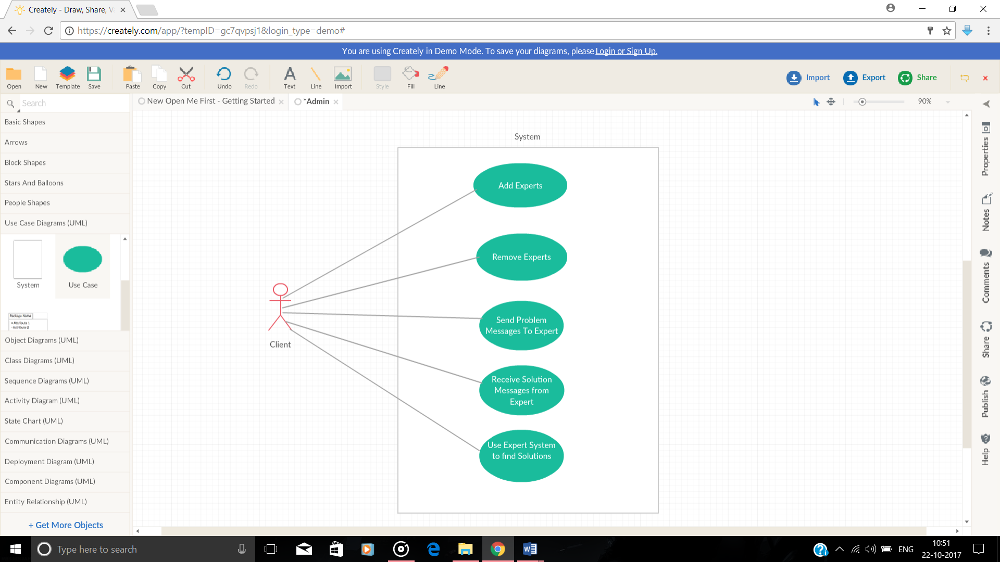 Creately - Draw, Share, V
https://creately.com/app/?tempID=gc7qvpsj1&login_type=demo#
You are using Creately in Demo Mode. To save your diagrams, please Login or Sign Up.
Open New Template Save Paste Copy Cut Undo Redo Text Line Import Style Fill Line
Import Export Share
Search
New Open Me First - Getting Started
*Admin
90%
Basic Shapes
Arrows
Block Shapes
Stars And Balloons
People Shapes
Use Case Diagrams (UML)
System Use Case
Package Name
+ Attribute 1
- Attribute 2
Object Diagrams (UML)
Class Diagrams (UML)
Sequence Diagrams (UML)
Activity Diagram (UML)
State Chart (UML)
Communication Diagrams (UML)
Deployment Diagram (UML)
Component Diagrams (UML)
Entity Relationship (UML)
+ Get More Objects
System
Add Experts
Remove Experts
Send Problem
Messages To Expert
Receive Solution
Messages from
Expert
Use Expert System
to find Solutions
Client
Properties
Notes
Comments
Share
Publish
Help
Type here to search
ENG
10:51
22-10-2017